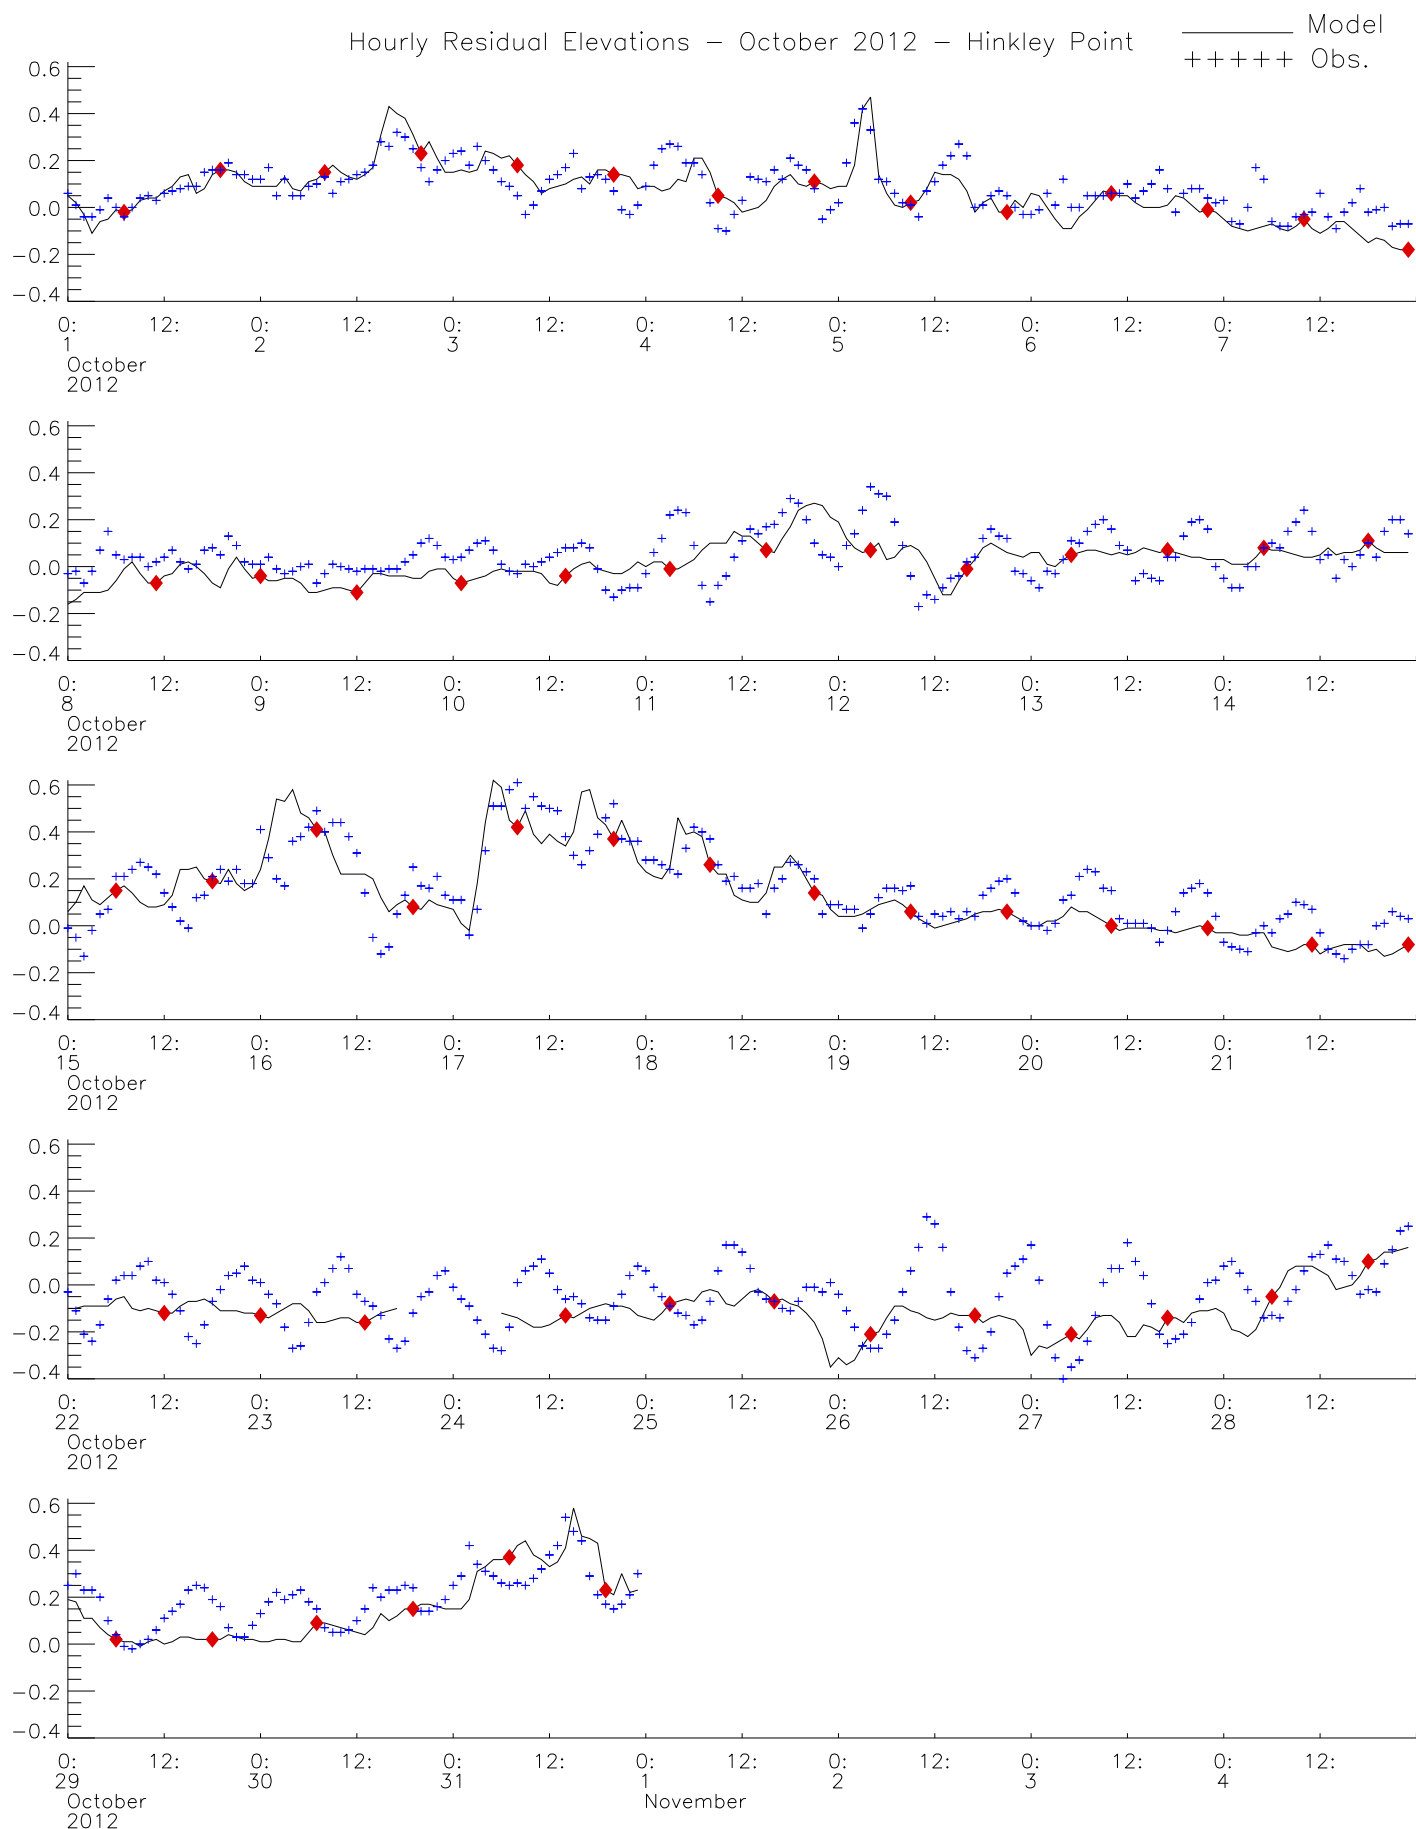 Hourly Residual Elevations − October 2012 − Hinkley Point
Model
+++++ Obs.
0.6
0.4
0.2
0.0
−0.2
−0.4
0: 12: 0: 12: 0: 12: 0: 12: 0: 12: 0: 12: 0: 12:
1 2 3 4 5 6 7
October
2012
0.6
0.4
0.2
0.0
−0.2
−0.4
0: 12: 0: 12: 0: 12: 0: 12: 0: 12: 0: 12: 0: 12:
8 9 10 11 12 13 14
October
2012
0.6
0.4
0.2
0.0
−0.2
−0.4
0: 12: 0: 12: 0: 12: 0: 12: 0: 12: 0: 12: 0: 12:
15 16 17 18 19 20 21
October
2012
0.6
0.4
0.2
0.0
−0.2
−0.4
0: 12: 0: 12: 0: 12: 0: 12: 0: 12: 0: 12: 0: 12:
22 23 24 25 26 27 28
October
2012
0.6
0.4
0.2
0.0
−0.2
−0.4
0: 12: 0: 12: 0: 12: 0: 12: 0: 12: 0: 12: 0: 12:
29 30 31 1 2 3 4
October November
2012